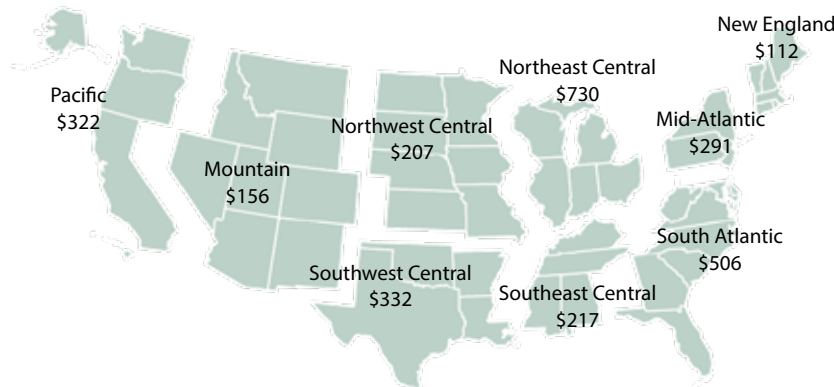 New England
$112
Northeast Central
$730
Pacific
$322
Mid-Atlantic
$291
Northwest Central
$207
Mountain
$156
South Atlantic
$506
Southwest Central
$332
Southeast Central
$217